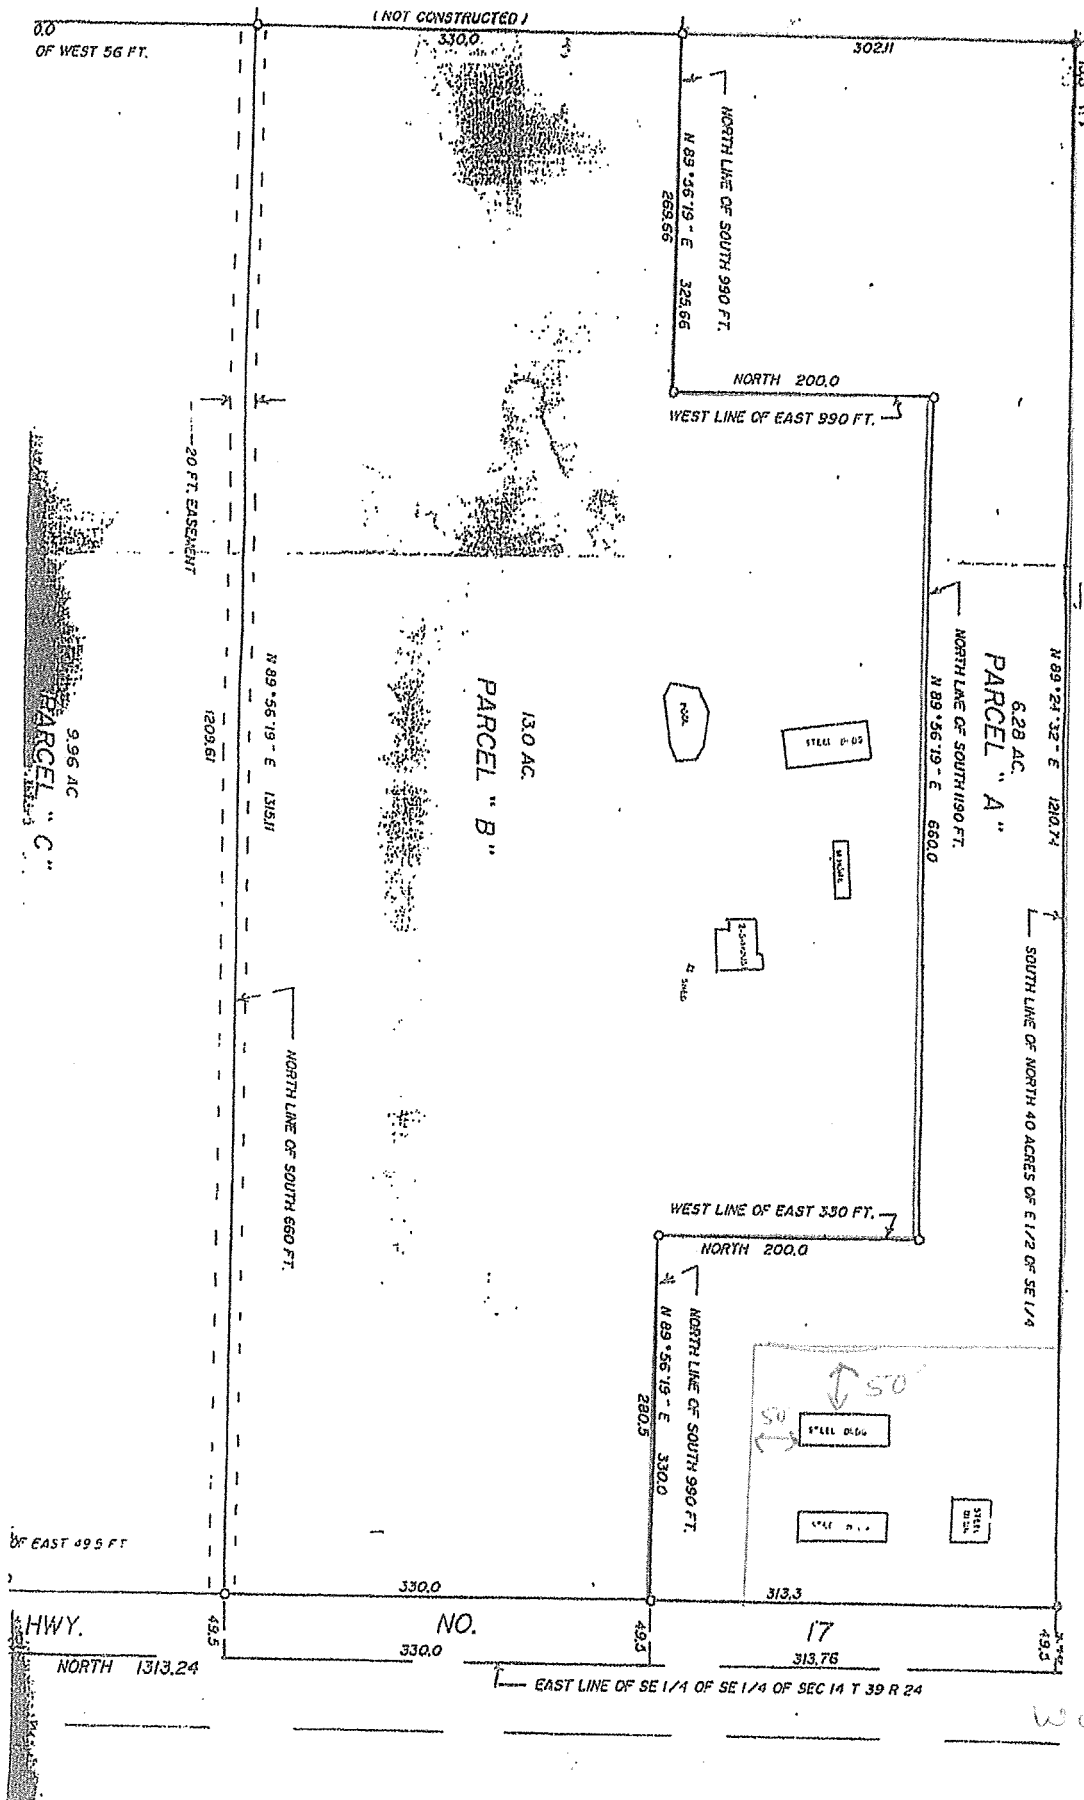 ( NOT CONSTRUCTED )
0.0
OF WEST 56 FT.
330.0
302.11
NORTH LINE OF SOUTH 990 FT.
N 89°56'19" E 325.66
269.66
NORTH 200.0
WEST LINE OF EAST 990 FT.
20 FT. EASEMENT
N 89°24'32" E 1210.74
6.28 AC.
PARCEL "A"
NORTH LINE OF SOUTH 1190 FT.
N 89°56'19" E 660.0
SOUTH LINE OF NORTH 40 ACRES OF E 1/2 OF SE 1/4
POOL
STEEL BLDG
13.0 AC.
PARCEL "B"
SHED
N 89°56'19" E 1315.11
1209.61
9.96 AC
PARCEL "C"
NORTH LINE OF SOUTH 660 FT.
WEST LINE OF EAST 330 FT.
NORTH 200.0
NORTH LINE OF SOUTH 990 FT.
N 89°56'19" E 330.0
280.5
50'
50'
STEEL BLDG
STEEL BLDG
STEEL BLDG
OF EAST 49.5 FT
330.0
313.3
HWY. NO. 17
49.5
49.5
49.5
NORTH 1313.24
330.0
313.76
EAST LINE OF SE 1/4 OF SE 1/4 OF SEC 14 T 39 R 24